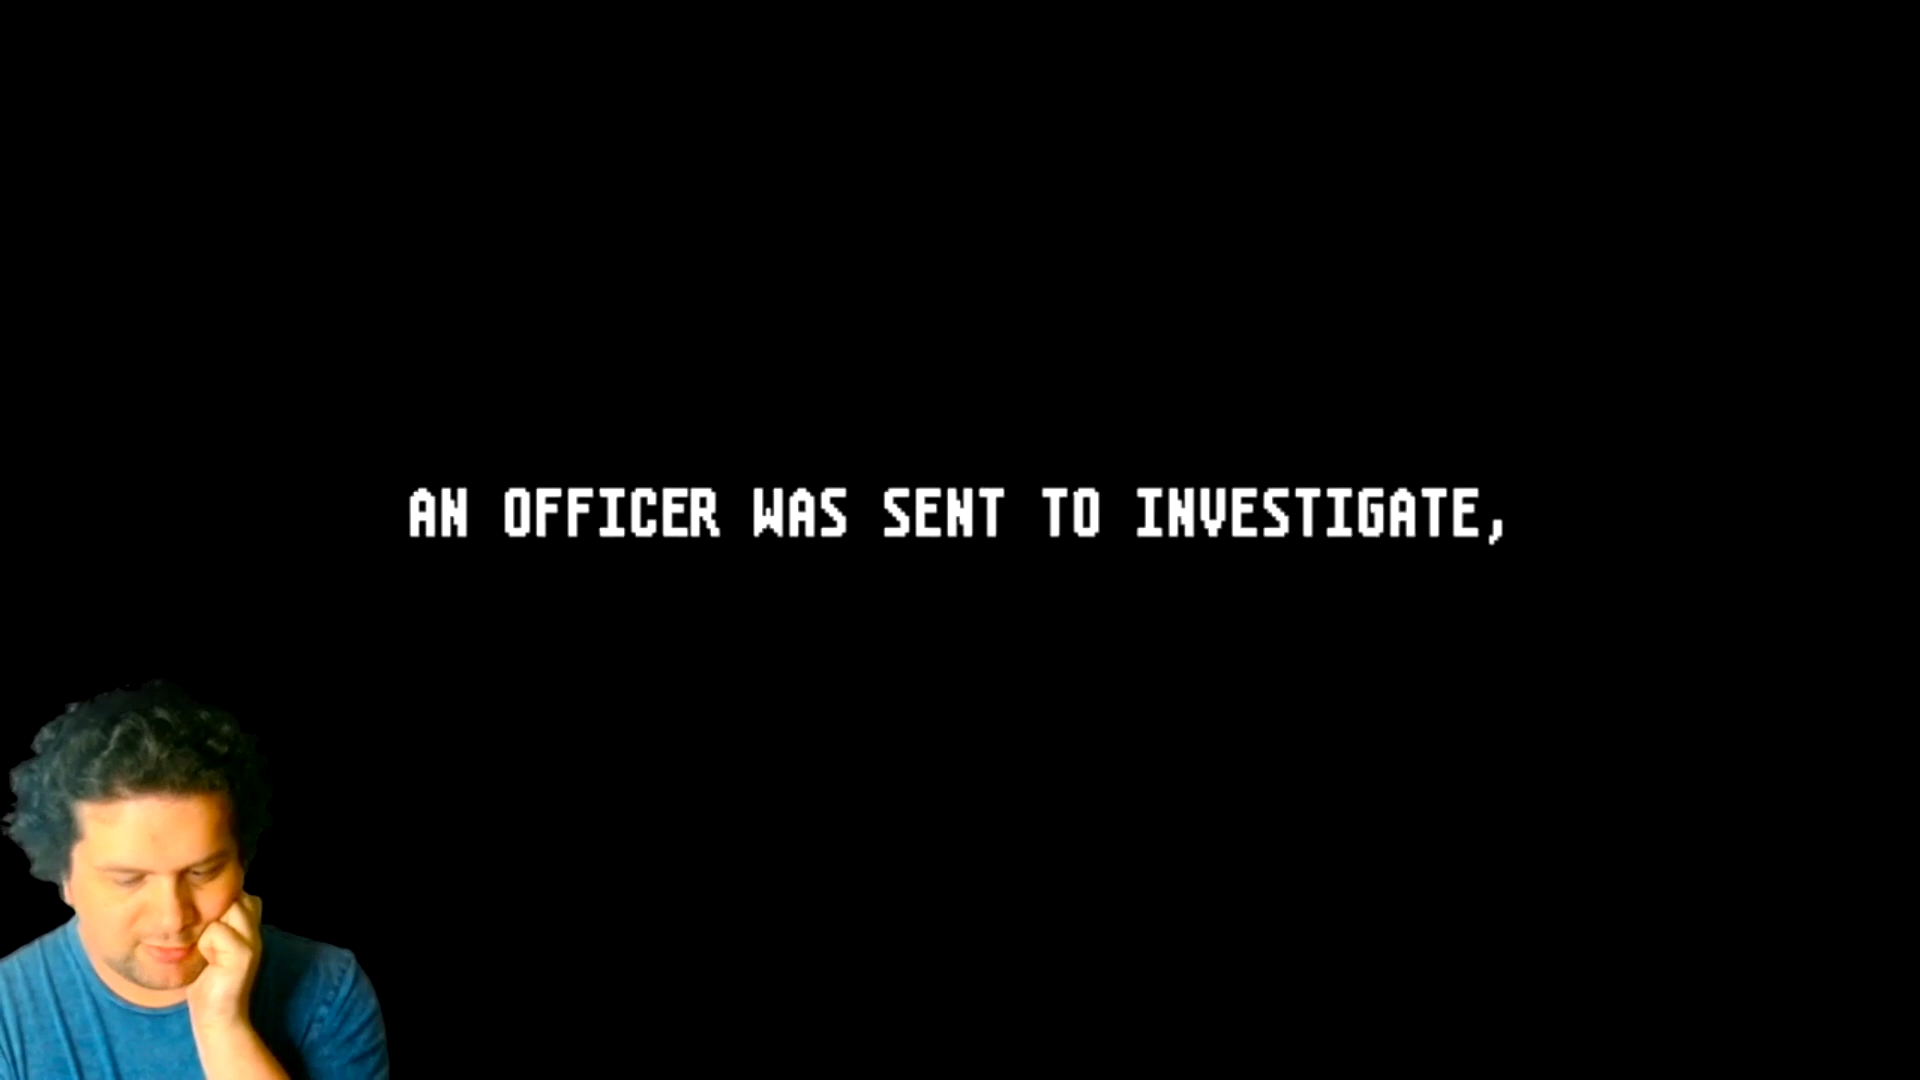 AN OFFICER WAS SENT TO INVESTIGATE,